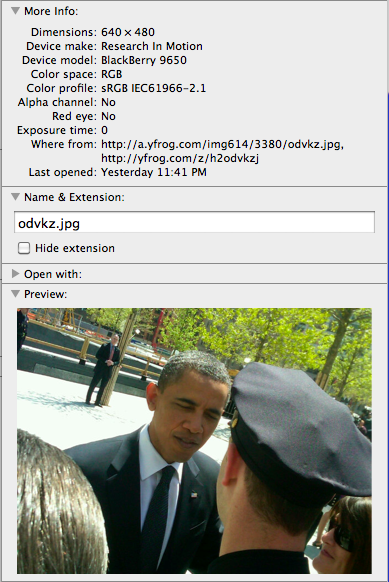 More Info:
Dimensions: 640 × 480
Device make: Research In Motion
Device model: BlackBerry 9650
Color space: RGB
Color profile: sRGB IEC61966-2.1
Alpha channel: No
Red eye: No
Exposure time: 0
Where from: http://a.yfrog.com/img614/3380/odvkz.jpg,
http://yfrog.com/z/h2odvkzj
Last opened: Yesterday 11:41 PM
Name & Extension:
odvkz.jpg
Hide extension
Open with:
Preview: